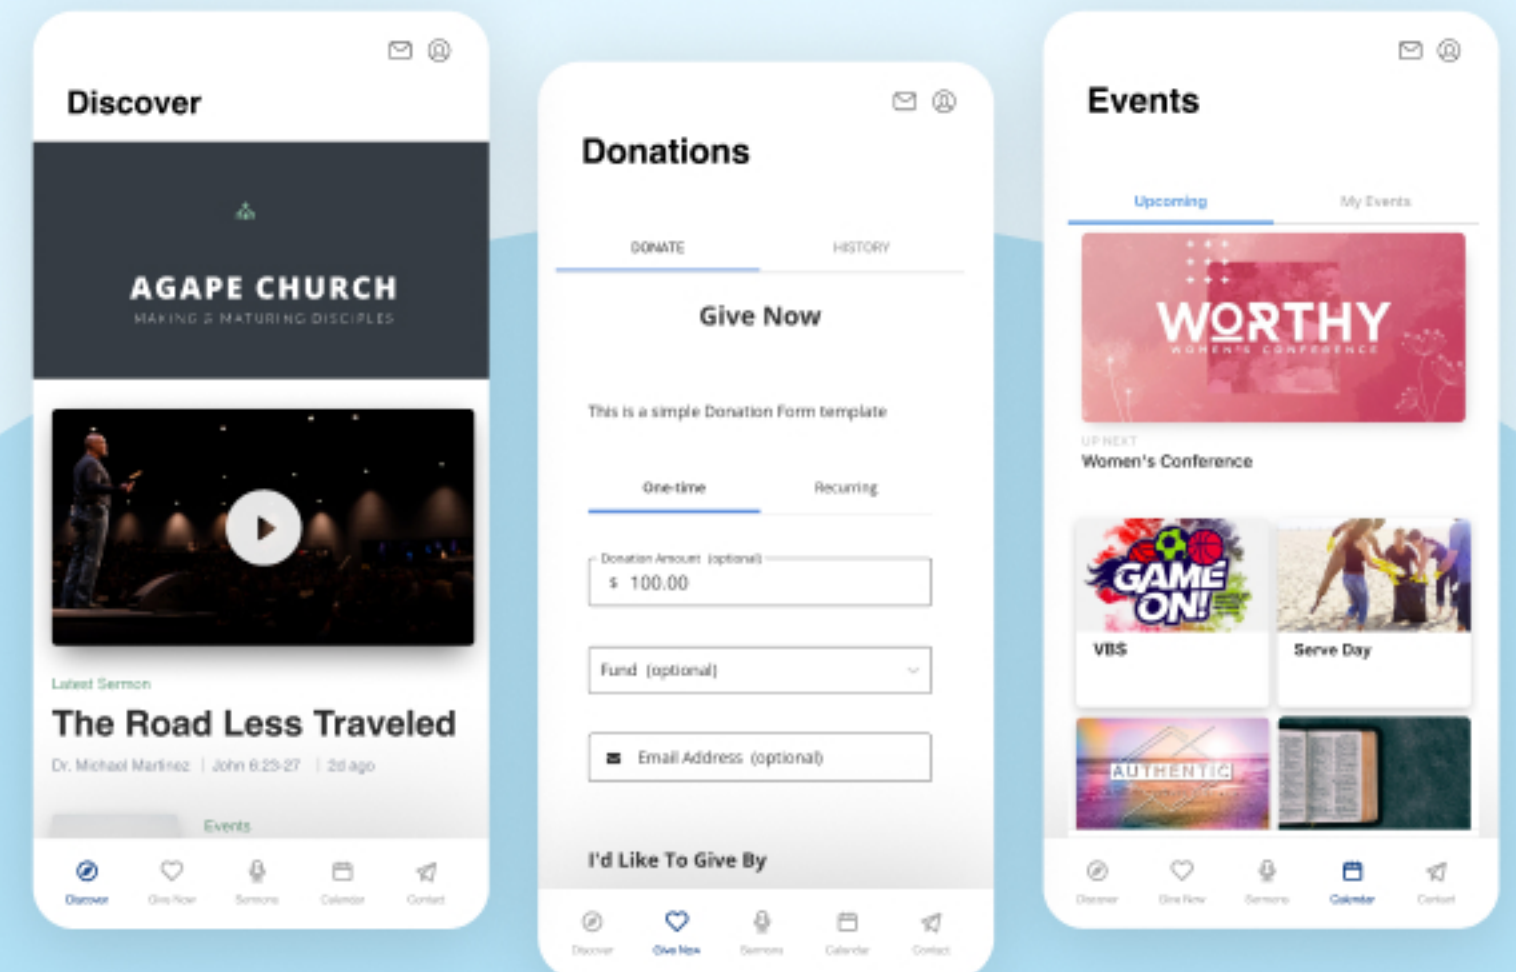 Discover
AGAPE CHURCH
MAKING & MATURING DISCIPLES
Latest Sermon
The Road Less Traveled
Dr. Michael Martinez | John 6:23-27 | 2d ago
Events
Discover
Give Now
Sermons
Calendar
Contact
Donations
DONATE
HISTORY
Give Now
This is a simple Donation Form template
One-time
Recurring
Donation Amount (optional)
$ 100.00
Fund (optional)
Email Address (optional)
I'd Like To Give By
Discover
Give Now
Sermons
Calendar
Contact
Events
Upcoming
My Events
WORTHY
WOMEN'S CONFERENCE
UP NEXT
Women's Conference
GAME
ON!
VBS
Serve Day
AUTHENTIC
Discover
Give Now
Sermons
Calendar
Contact